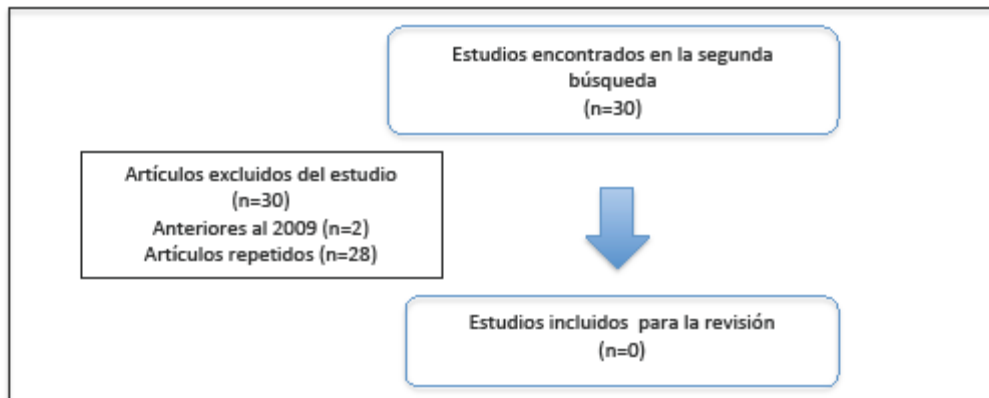 Estudios encontrados en la segunda
búsqueda
(n=30)
Artículos excluidos del estudio
(n=30)
Anteriores al 2009 (n=2)
Artículos repetidos (n=28)
Estudios incluidos para la revisión
(n=0)